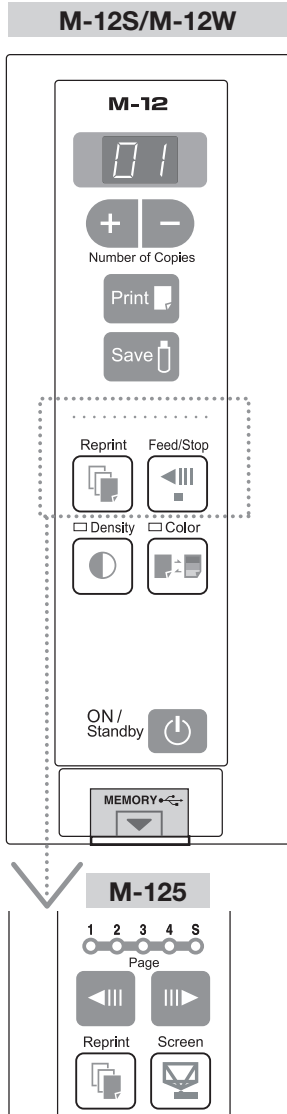 M-12S/M-12W
M-12
01
+ −
Number of Copies
Print
Save
Reprint Feed/Stop
Density Color
ON /
Standby
MEMORY
M-125
1 2 3 4 S
Page
Reprint Screen